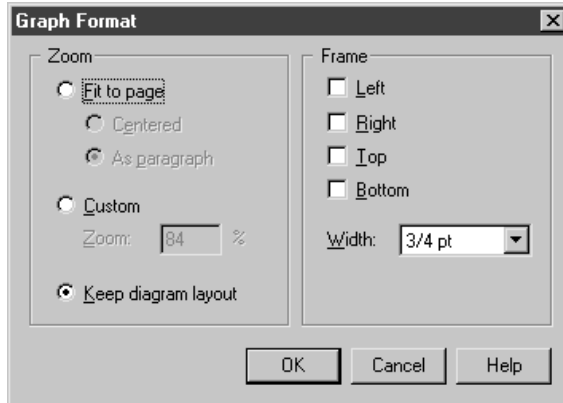 Graph Format
Zoom
Fit to page
Centered
As paragraph
Custom
Zoom: 84 %
Keep diagram layout
Frame
Left
Right
Top
Bottom
Width: 3/4 pt
OK Cancel Help